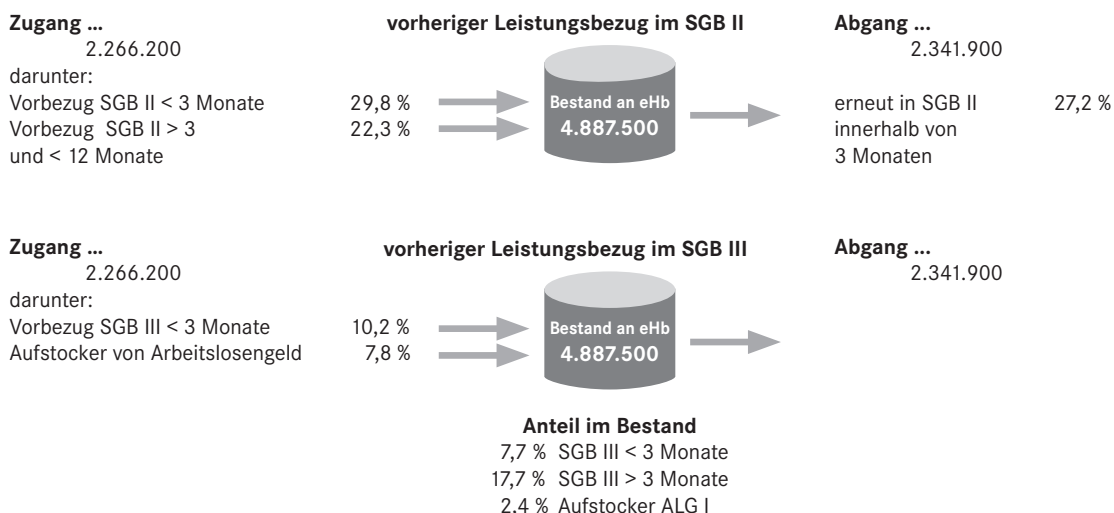 Zugang ... vorheriger Leistungsbezug im SGB II Abgang ...
2.266.200 2.341.900
darunter:
Vorbezug SGB II < 3 Monate 29,8 % Bestand an eHb erneut in SGB II 27,2 %
Vorbezug SGB II > 3 22,3 % 4.887.500 innerhalb von
und < 12 Monate 3 Monaten
Zugang ... vorheriger Leistungsbezug im SGB III Abgang ...
2.266.200 2.341.900
darunter:
Vorbezug SGB III < 3 Monate 10,2 % Bestand an eHb
Aufstocker von Arbeitslosengeld 7,8 % 4.887.500
Anteil im Bestand
7,7 % SGB III < 3 Monate
17,7 % SGB III > 3 Monate
2,4 % Aufstocker ALG I